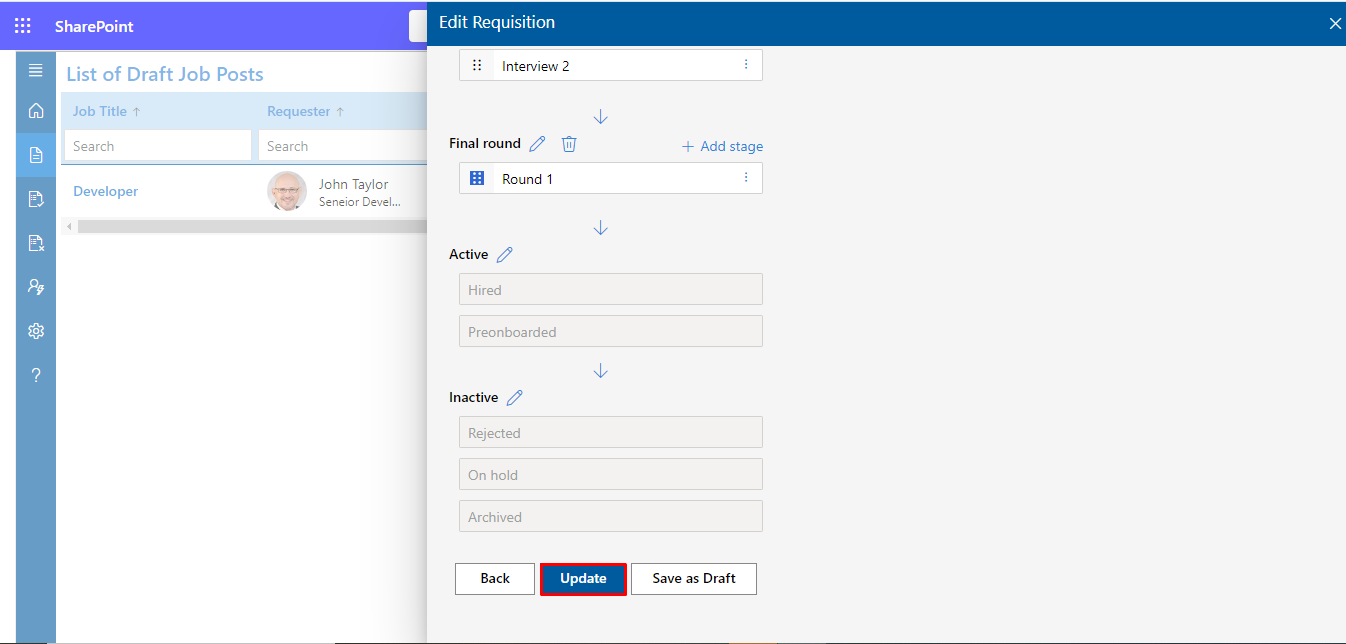 SharePoint
List of Draft Job Posts
Job Title ↑ Requester ↑
Search Search
Developer
John Taylor
Seneior Devel...
Edit Requisition
Interview 2
Final round
+ Add stage
Round 1
Active
Hired
Preonboarded
Inactive
Rejected
On hold
Archived
Back Update Save as Draft